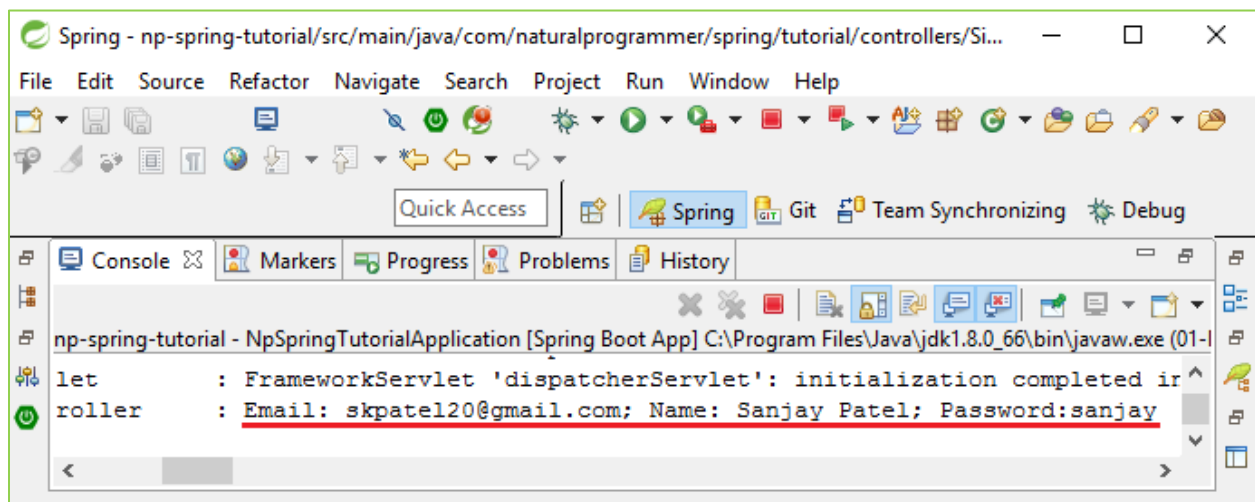 Spring - np-spring-tutorial/src/main/java/com/naturalprogrammer/spring/tutorial/controllers/Si...
File Edit Source Refactor Navigate Search Project Run Window Help
Quick Access Spring Git Team Synchronizing Debug
Console Markers Progress Problems History
np-spring-tutorial - NpSpringTutorialApplication [Spring Boot App] C:\Program Files\Java\jdk1.8.0_66\bin\javaw.exe (01-
let : FrameworkServlet 'dispatcherServlet': initialization completed in
roller : Email: skpatel20@gmail.com; Name: Sanjay Patel; Password:sanjay